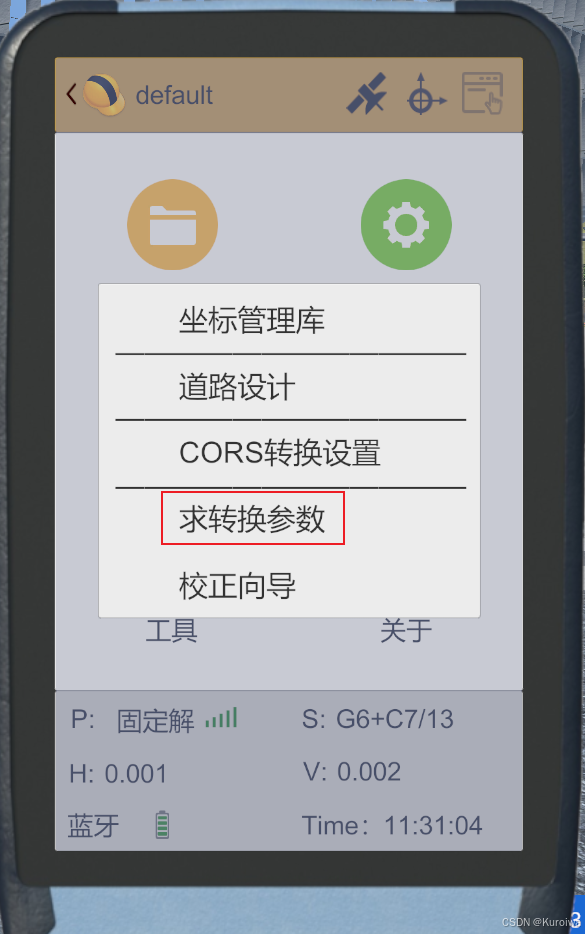 default
坐标管理库
道路设计
CORS转换设置
求转换参数
校正向导
工具 关于
P: 固定解 S: G6+C7/13
H: 0.001 V: 0.002
蓝牙 Time：11:31:04
3